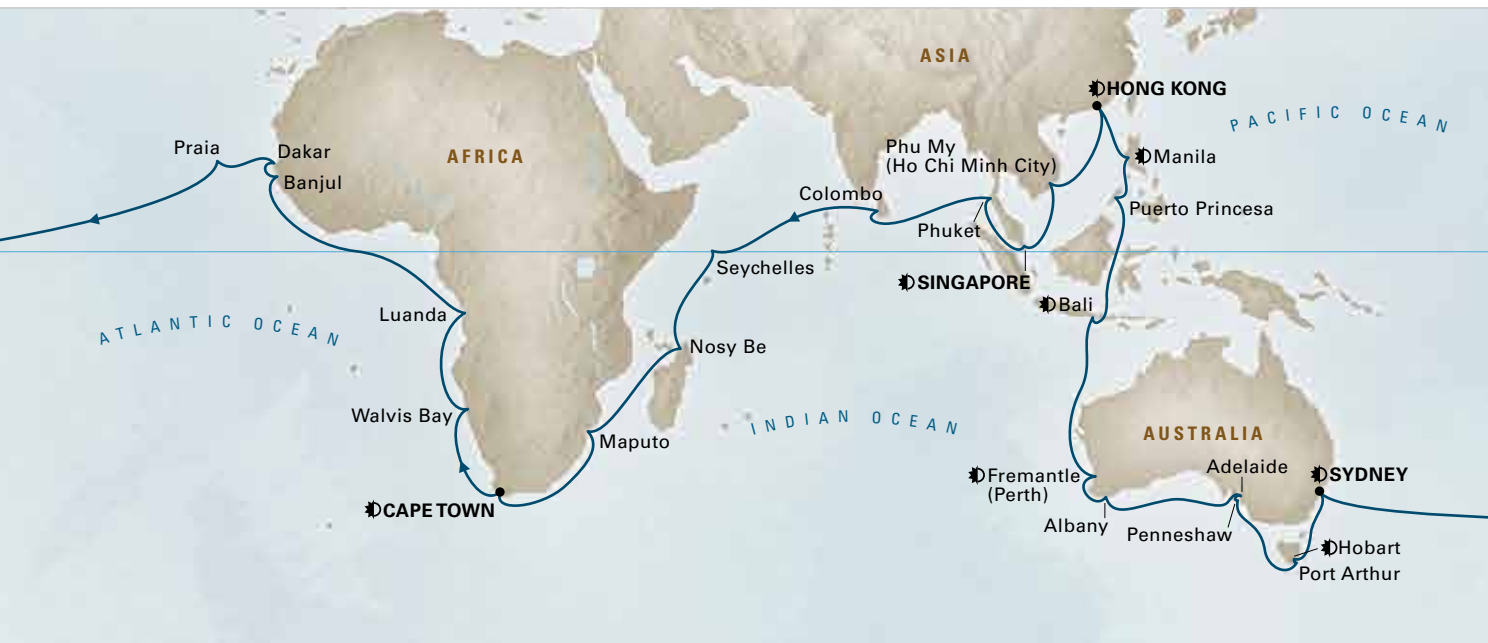 ASIA
HONG KONG
PACIFIC OCEAN
Praia
Dakar
AFRICA
Phu My
(Ho Chi Minh City)
Manila
Banjul
Colombo
Puerto Princesa
Phuket
Seychelles
SINGAPORE
Bali
Luanda
ATLANTIC OCEAN
Nosy Be
Walvis Bay
INDIAN OCEAN
Maputo
AUSTRALIA
Adelaide
Fremantle
(Perth)
SYDNEY
CAPE TOWN
Albany
Penneshaw
Hobart
Port Arthur